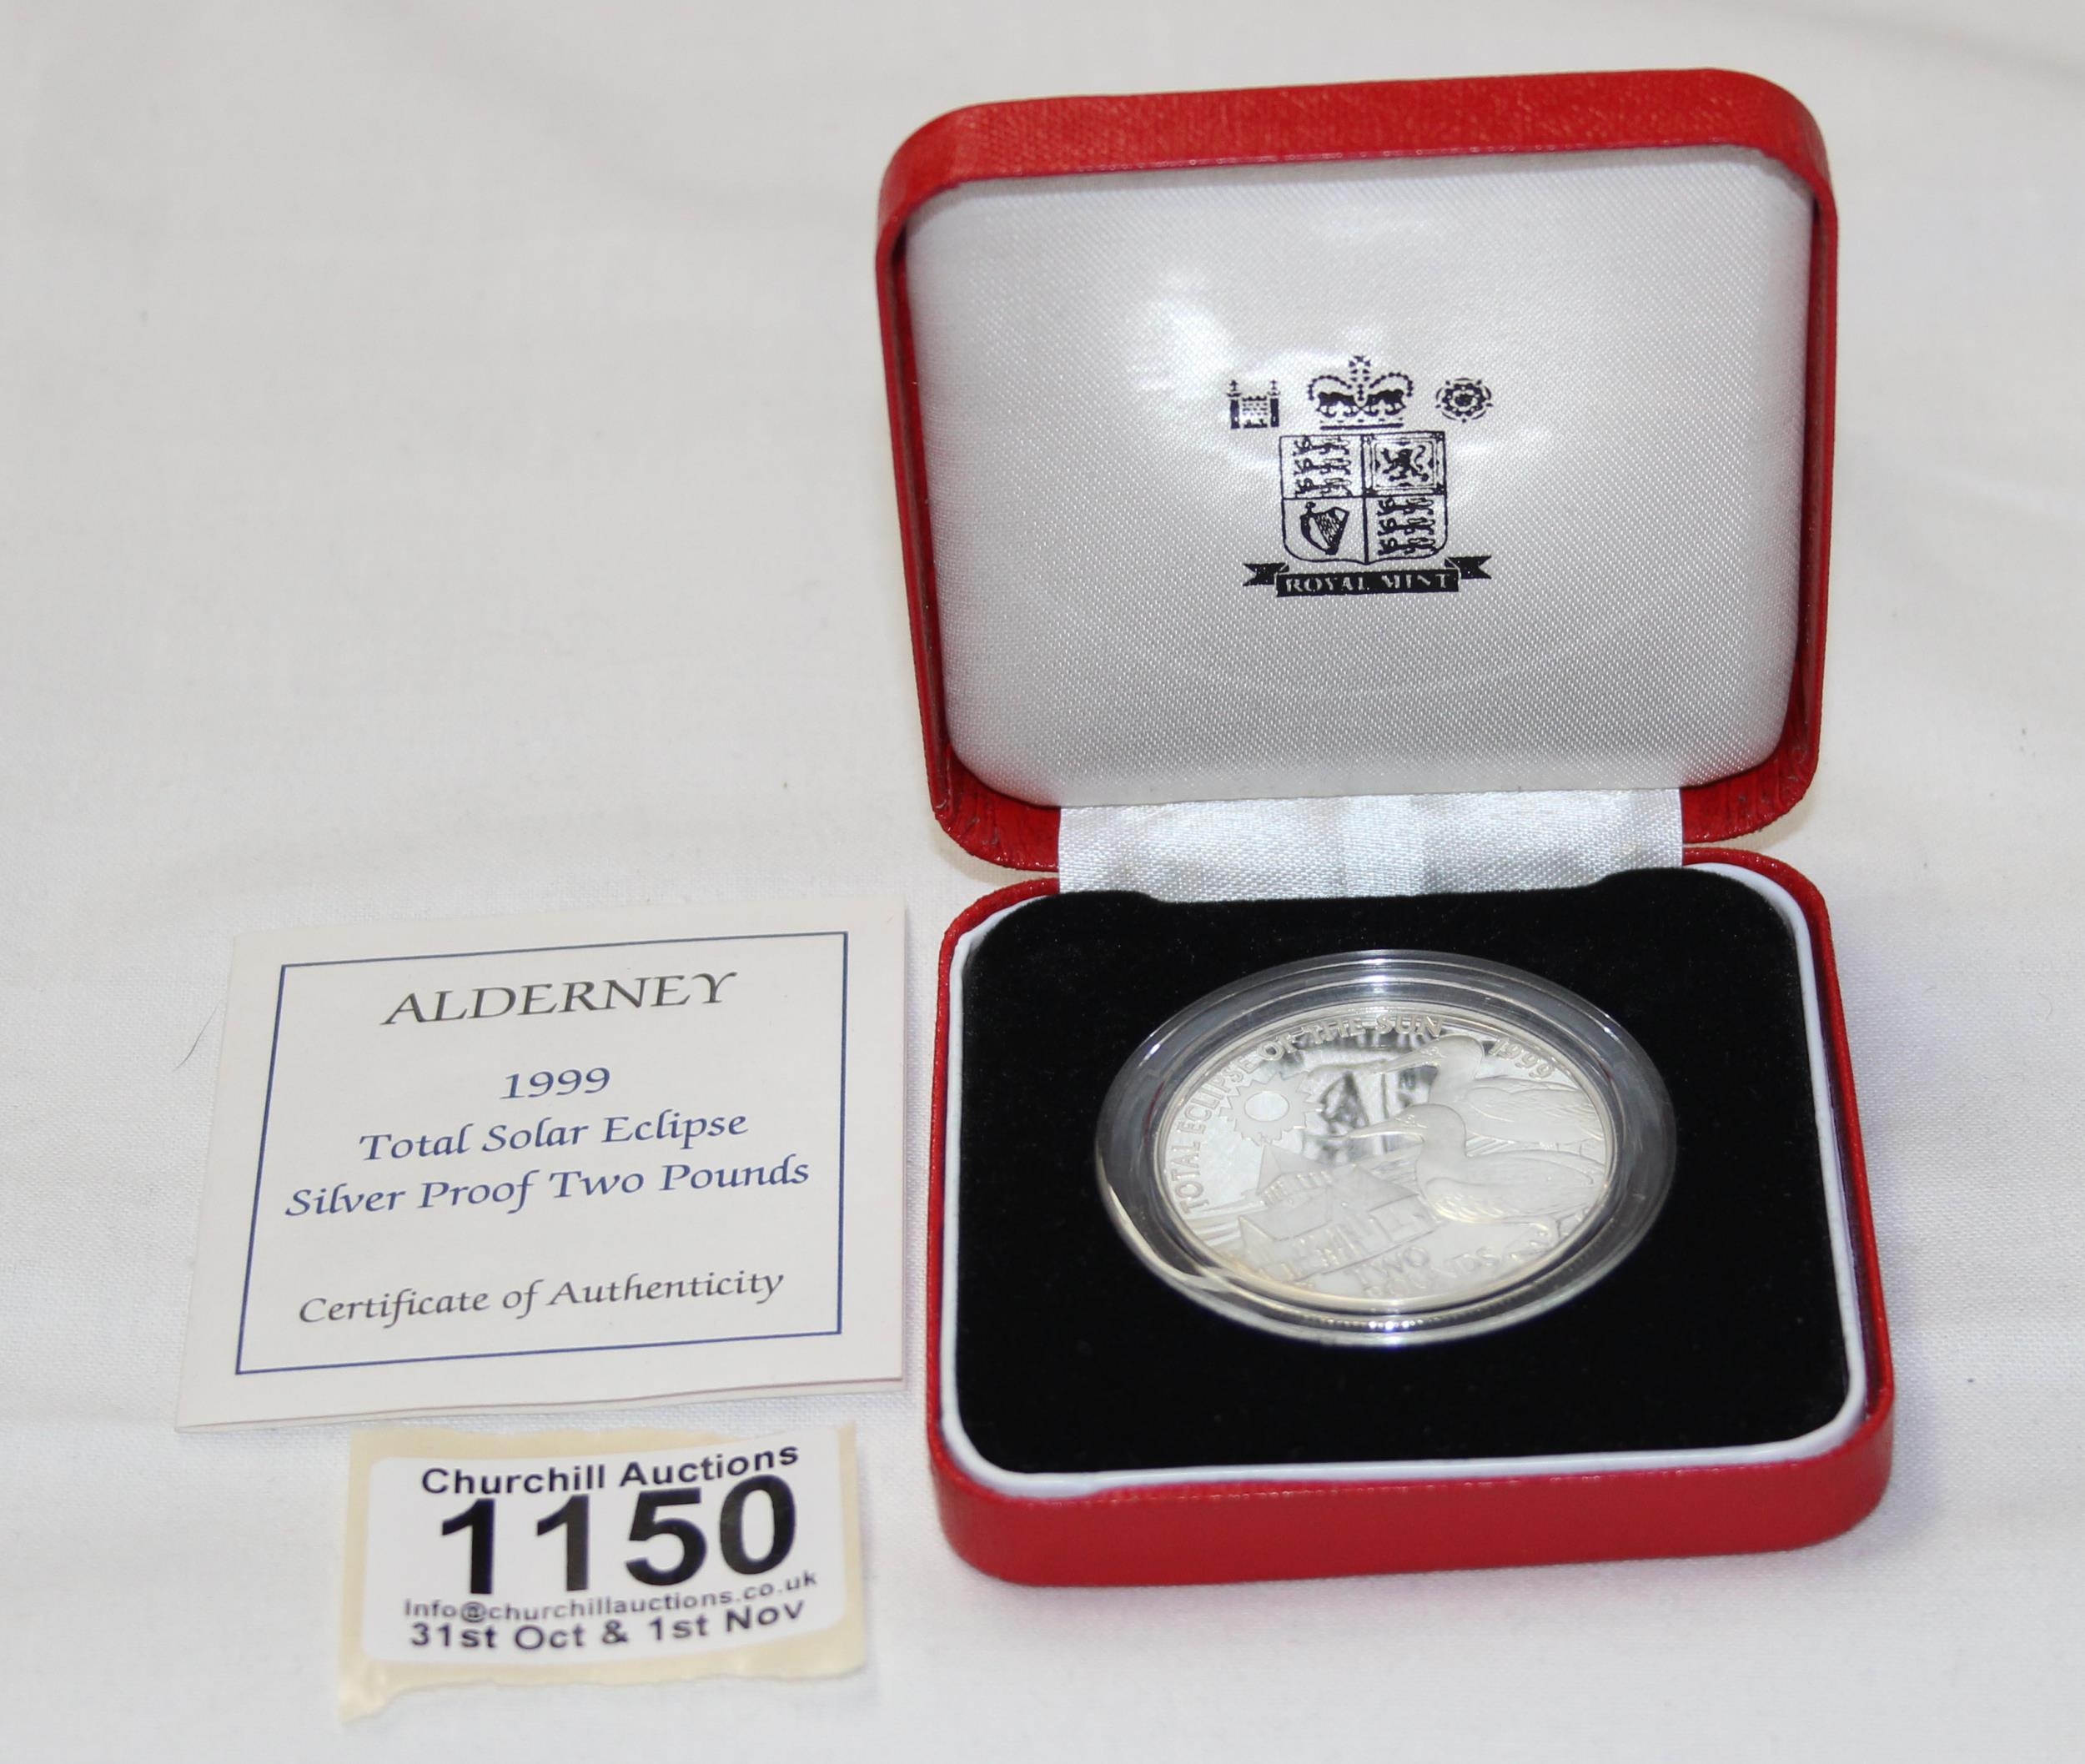 ROYAL MINT
ALDERNEY
1999
Total Solar Eclipse
Silver Proof Two Pounds
Certificate of Authenticity
TOTAL ECLIPSE OF THE SUN 1999
TWO
POUNDS
Churchill Auctions
1150
Info@churchillauctions.co.uk
31st Oct & 1st Nov